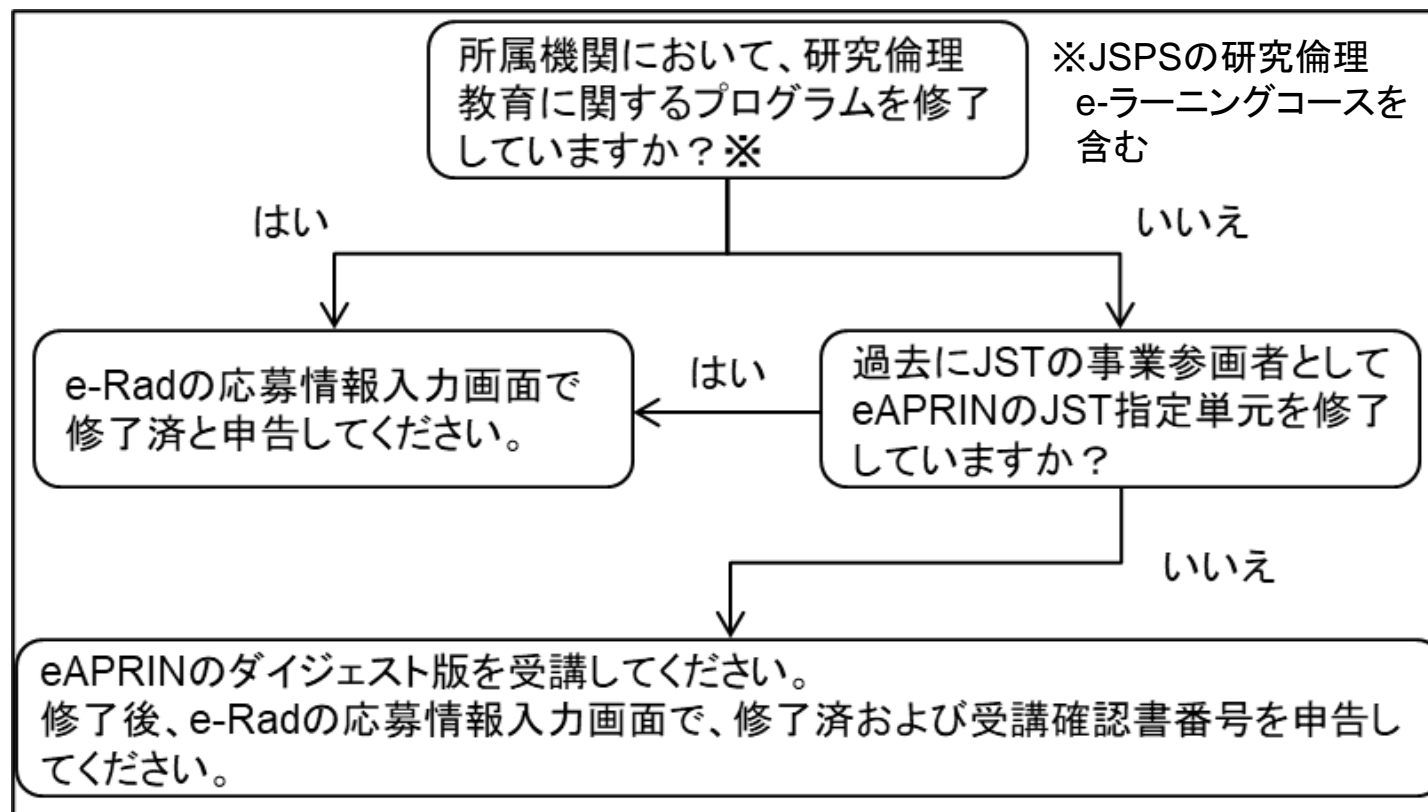 所属機関において、研究倫理
教育に関するプログラムを修了
していますか？※
※JSPSの研究倫理
e-ラーニングコースを
含む
はい
いいえ
e-Radの応募情報入力画面で
修了済と申告してください。
はい
過去にJSTの事業参画者として
eAPRINのJST指定単元を修了
していますか？
いいえ
eAPRINのダイジェスト版を受講してください。
修了後、e-Radの応募情報入力画面で、修了済および受講確認書番号を申告し
てください。